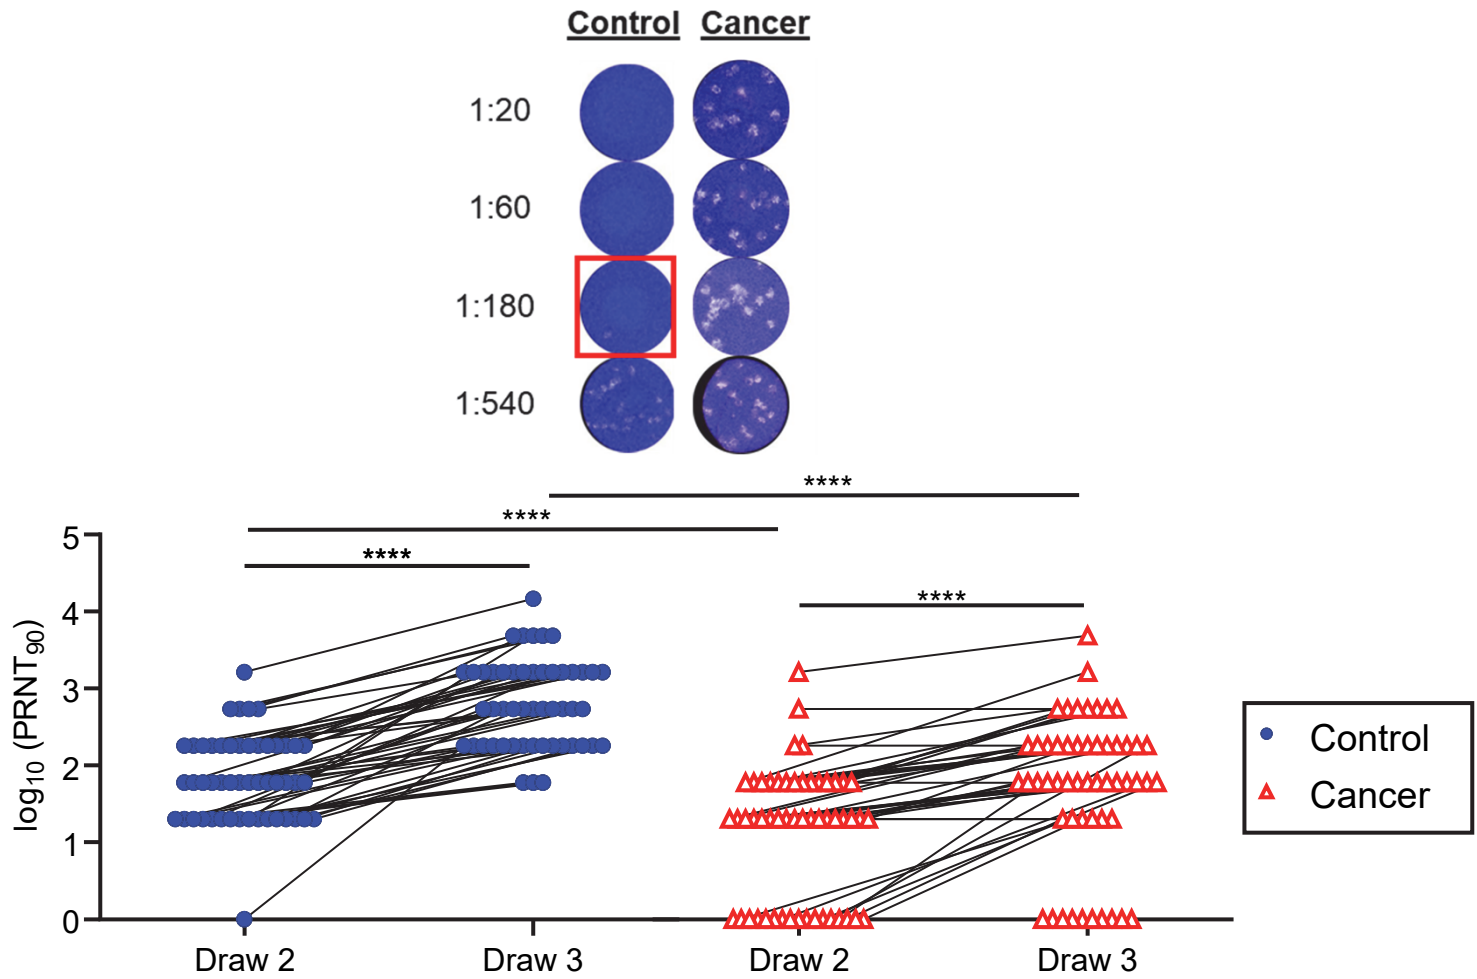 Control Cancer
1:20
1:60
1:180
1:540
****
****
****
****
5
4
3
2
1
0
log10 (PRNT90)
Draw 2 Draw 3 Draw 2 Draw 3
Control
Cancer